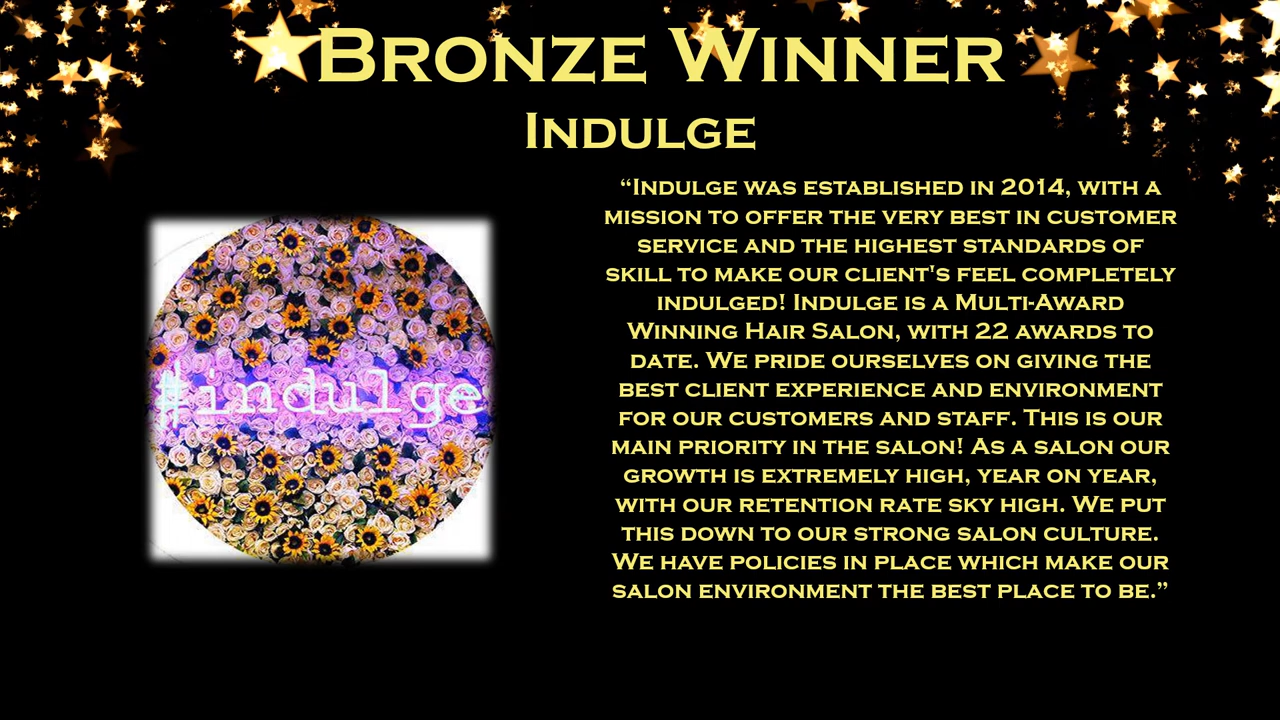 Bronze Winner
Indulge
“Indulge was established in 2014, with a
mission to offer the very best in customer
service and the highest standards of
skill to make our client's feel completely
indulged! Indulge is a Multi-Award
Winning Hair Salon, with 22 awards to
date. We pride ourselves on giving the
best client experience and environment
for our customers and staff. This is our
main priority in the salon! As a salon our
growth is extremely high, year on year,
with our retention rate sky high. We put
this down to our strong salon culture.
We have policies in place which make our
salon environment the best place to be.”
#indulge